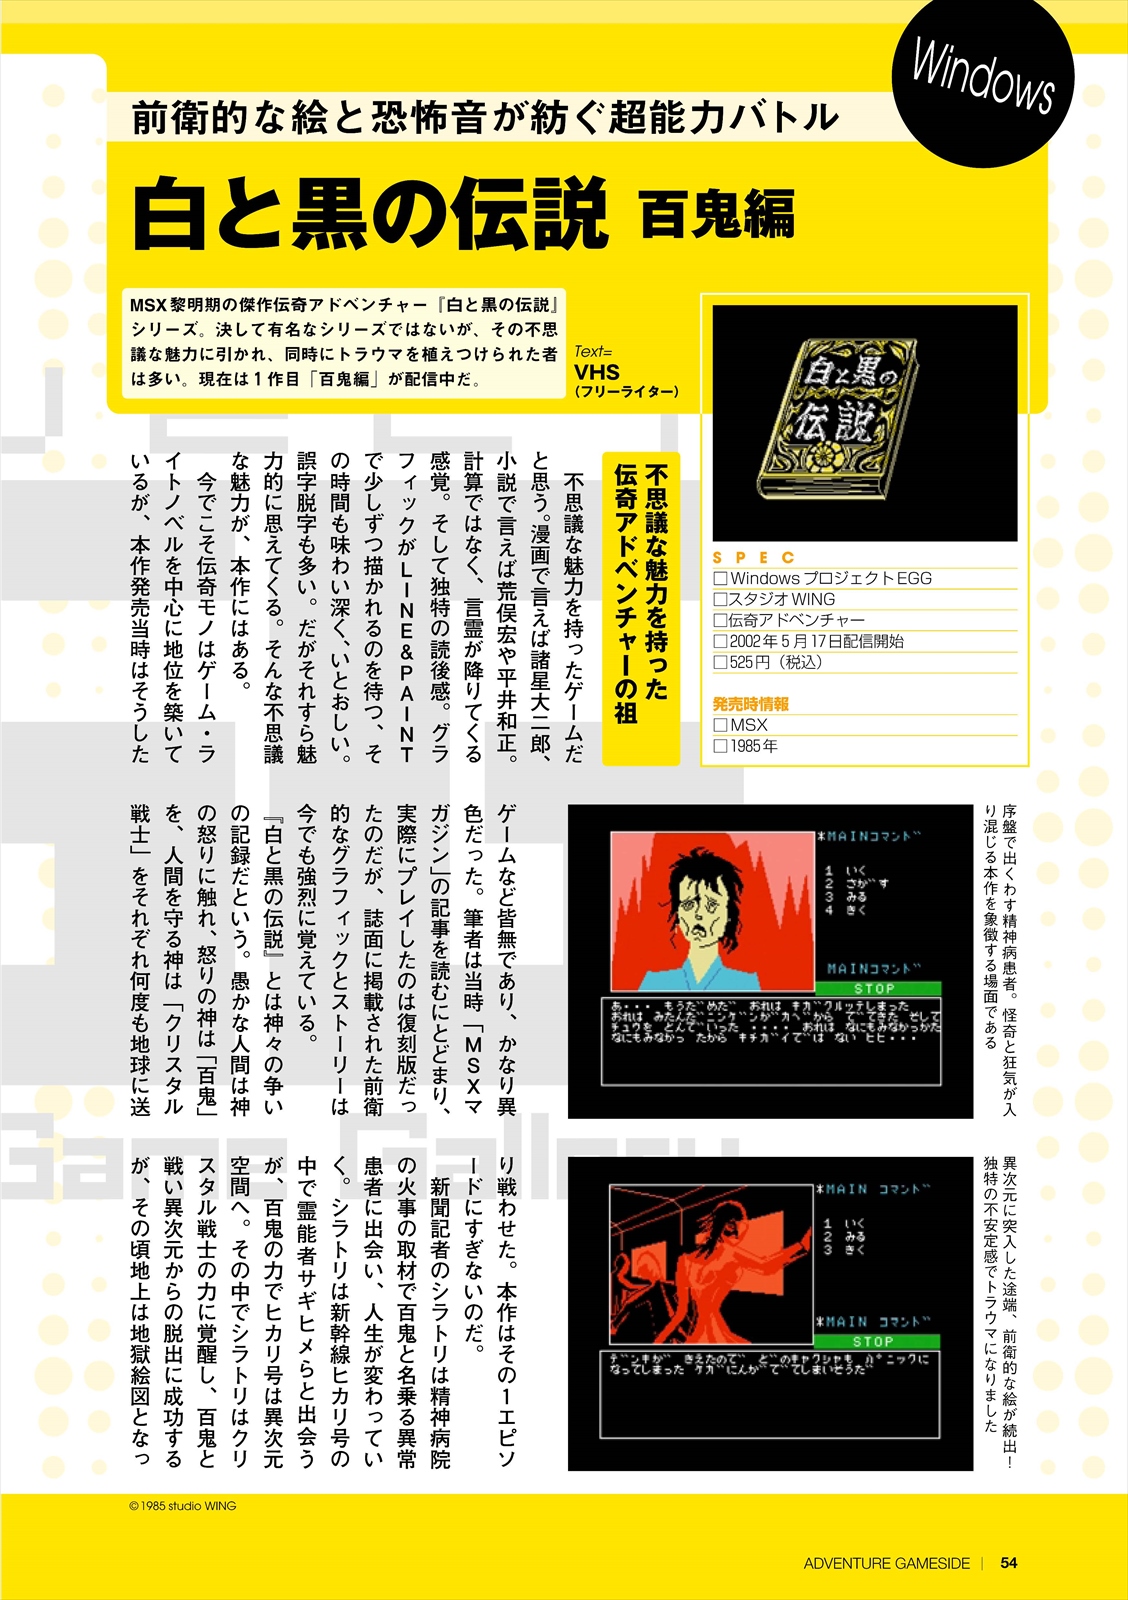 Windows
前衛的な絵と恐怖音が紡ぐ超能力バトル
白と黒の伝説 百鬼編
MSX黎明期の傑作伝奇アドベンチャー『白と黒の伝説』
シリーズ。決して有名なシリーズではないが、その不思
議な魅力に引かれ、同時にトラウマを植えつけられた者
は多い。現在は1作目「百鬼編」が配信中だ。
Text=
VHS
(フリーライター)
白と黒の
伝説
SPEC
□Windows プロジェクトEGG
□スタジオWING
□伝奇アドベンチャー
□2002年5月17日配信開始
□525円（税込）
発売時情報
□MSX
□1985年
不思議な魅力を持った
伝奇アドベンチャーの祖
不思議な魅力を持ったゲームだ
と思う。漫画で言えば諸星大二郎、
小説で言えば荒俣宏や平井和正。
計算ではなく、言霊が降りてくる
感覚。そして独特の読後感。グラ
フィックがLINE&PAINT
で少しずつ描かれるのを待つ、そ
の時間も味わい深く、いとおしい。
誤字脱字も多い。だがそれすら魅
力的に思えてくる。そんな不思議
な魅力が、本作にはある。
今でこそ伝奇モノはゲーム・ラ
イトノベルを中心に地位を築いて
いるが、本作発売当時はそうした
ゲームなど皆無であり、かなり異
色だった。筆者は当時「MSXマ
ガジン」の記事を読むにとどまり、
実際にプレイしたのは復刻版だっ
たのだが、誌面に掲載された前衛
的なグラフィックとストーリーは
今でも強烈に覚えている。
『白と黒の伝説』とは神々の争い
の記録だという。愚かな人間は神
の怒りに触れ、怒りの神は「百鬼」
を、人間を守る神は「クリスタル
戦士」をそれぞれ何度も地球に送
り戦わせた。本作はその1エピソ
ードにすぎないのだ。
新聞記者のシラトリは精神病院
の火事の取材で百鬼と名乗る異常
患者に出会い、人生が変わってい
く。シラトリは新幹線ヒカリ号の
中で霊能者サギヒメらと出会う
が、百鬼の力でヒカリ号は異次元
空間へ。その中でシラトリはクリ
スタル戦士の力に覚醒し、百鬼と
戦い異次元からの脱出に成功する
が、その頃地上は地獄絵図となっ
*MAINコマンド
1 いく
2 さがす
3 みる
4 きく
MAINコマンド
STOP
あ・・・ もうだめだ おれは キガクルッテしまった
おれは みたんだニンゲンが カベから でてきた そして
チュウを とんでいった ・・・・ おれは なにもみなかったか
なにもみなかっ たから キチガイではない ヒヒ・・・
序盤で出くわす精神病患者。怪奇と狂気が入
り混じる本作を象徴する場面である
*MAIN コマンド
1 いく
2 みる
3 きく
*MAIN コマンド
STOP
デンキが きえたので どのキャクシャも パニックに
なってしまった ケガにんがでてしまいそうだ
異次元に突入した途端、前衛的な絵が続出！
独特の不安定感でトラウマになりました
Game Gallery
©1985 studio WING
ADVENTURE GAMESIDE | 54